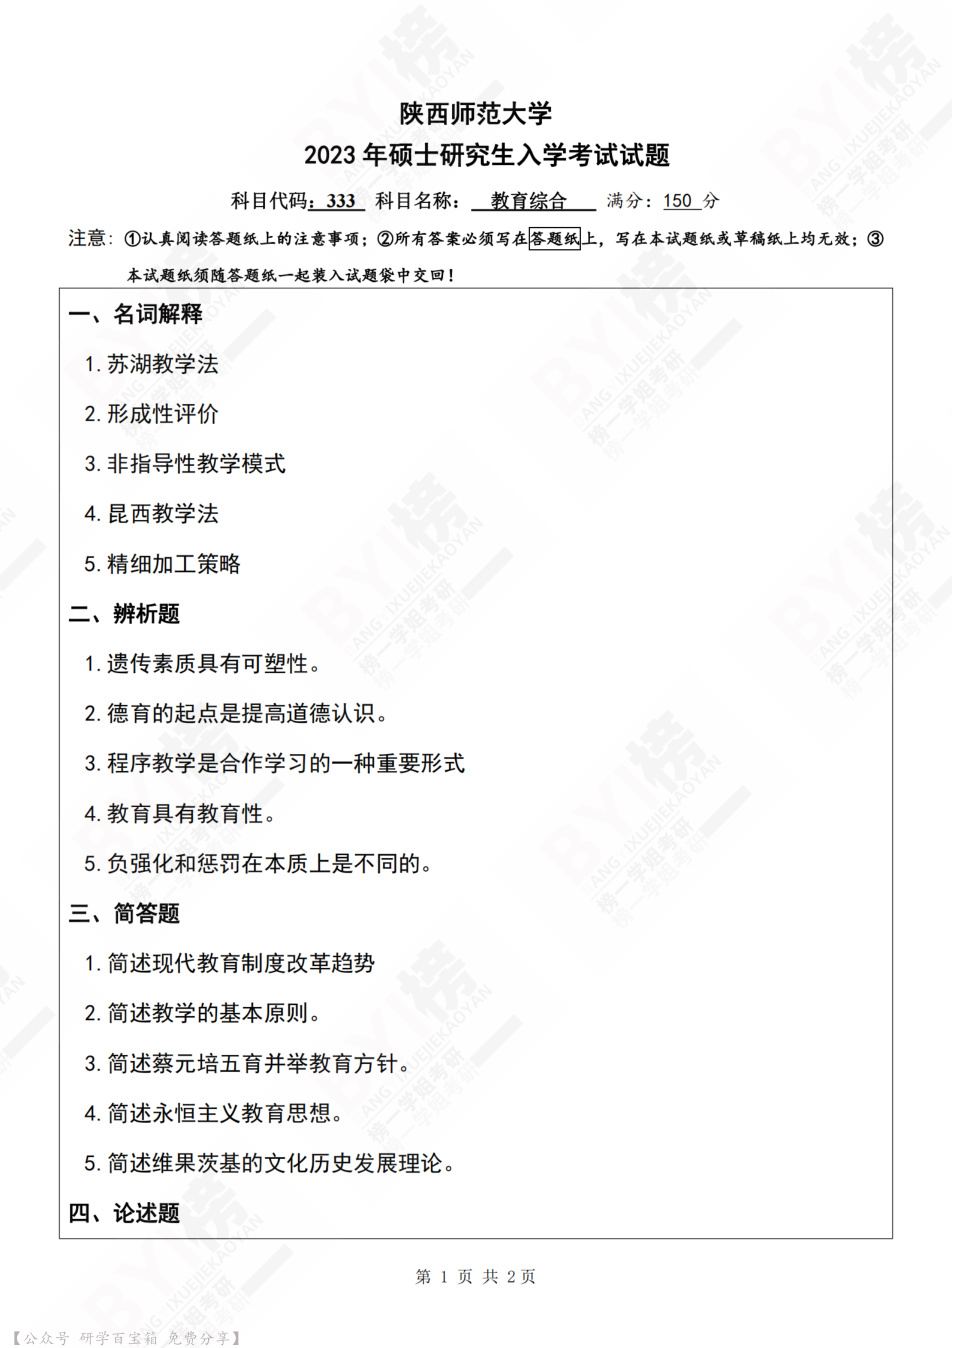 陕西师范大学
2023 年硕士研究生入学考试试题
科目代码：333 科目名称： 教育综合 满分：150 分
注意：①认真阅读答题纸上的注意事项；②所有答案必须写在答题纸上，写在本试题纸或草稿纸上均无效；③
本试题纸须随答题纸一起装入试题袋中交回！
一、名词解释
1.苏湖教学法
2.形成性评价
3.非指导性教学模式
4.昆西教学法
5.精细加工策略
二、辨析题
1.遗传素质具有可塑性。
2.德育的起点是提高道德认识。
3.程序教学是合作学习的一种重要形式
4.教育具有教育性。
5.负强化和惩罚在本质上是不同的。
三、简答题
1.简述现代教育制度改革趋势
2.简述教学的基本原则。
3.简述蔡元培五育并举教育方针。
4.简述永恒主义教育思想。
5.简述维果茨基的文化历史发展理论。
四、论述题
第 1 页 共 2 页
【公众号 研学百宝箱 免费分享】